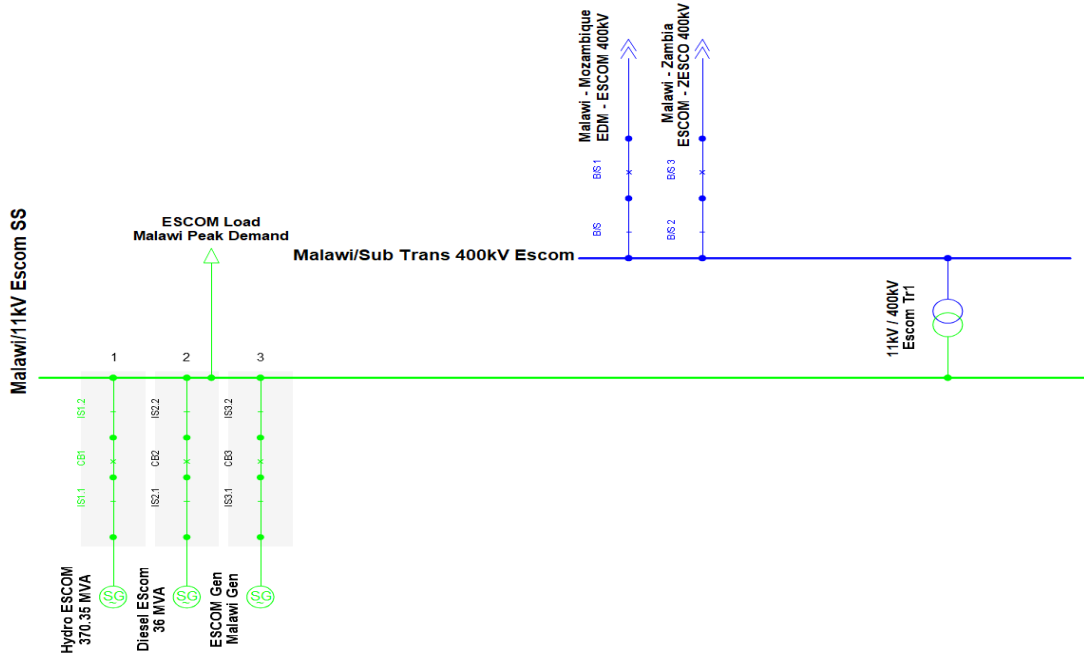 Malawi - Mozambique
EDM - ESCOM 400kV
Malawi - Zambia
ESCOM - ZESCO 400kV
B/S 1
B/S 3
B/S
B/S 2
Malawi/11kV Escom SS
ESCOM Load
Malawi Peak Demand
Malawi/Sub Trans 400kV Escom
11kV / 400kV
Escom Tr1
1
2
3
IS1.2
IS2.2
IS3.2
CB1
CB2
CB3
IS1.1
IS2.1
IS3.1
Hydro ESCOM
370.35 MVA
SG
Diesel EScom
36 MVA
SG
ESCOM Gen
Malawi Gen
SG